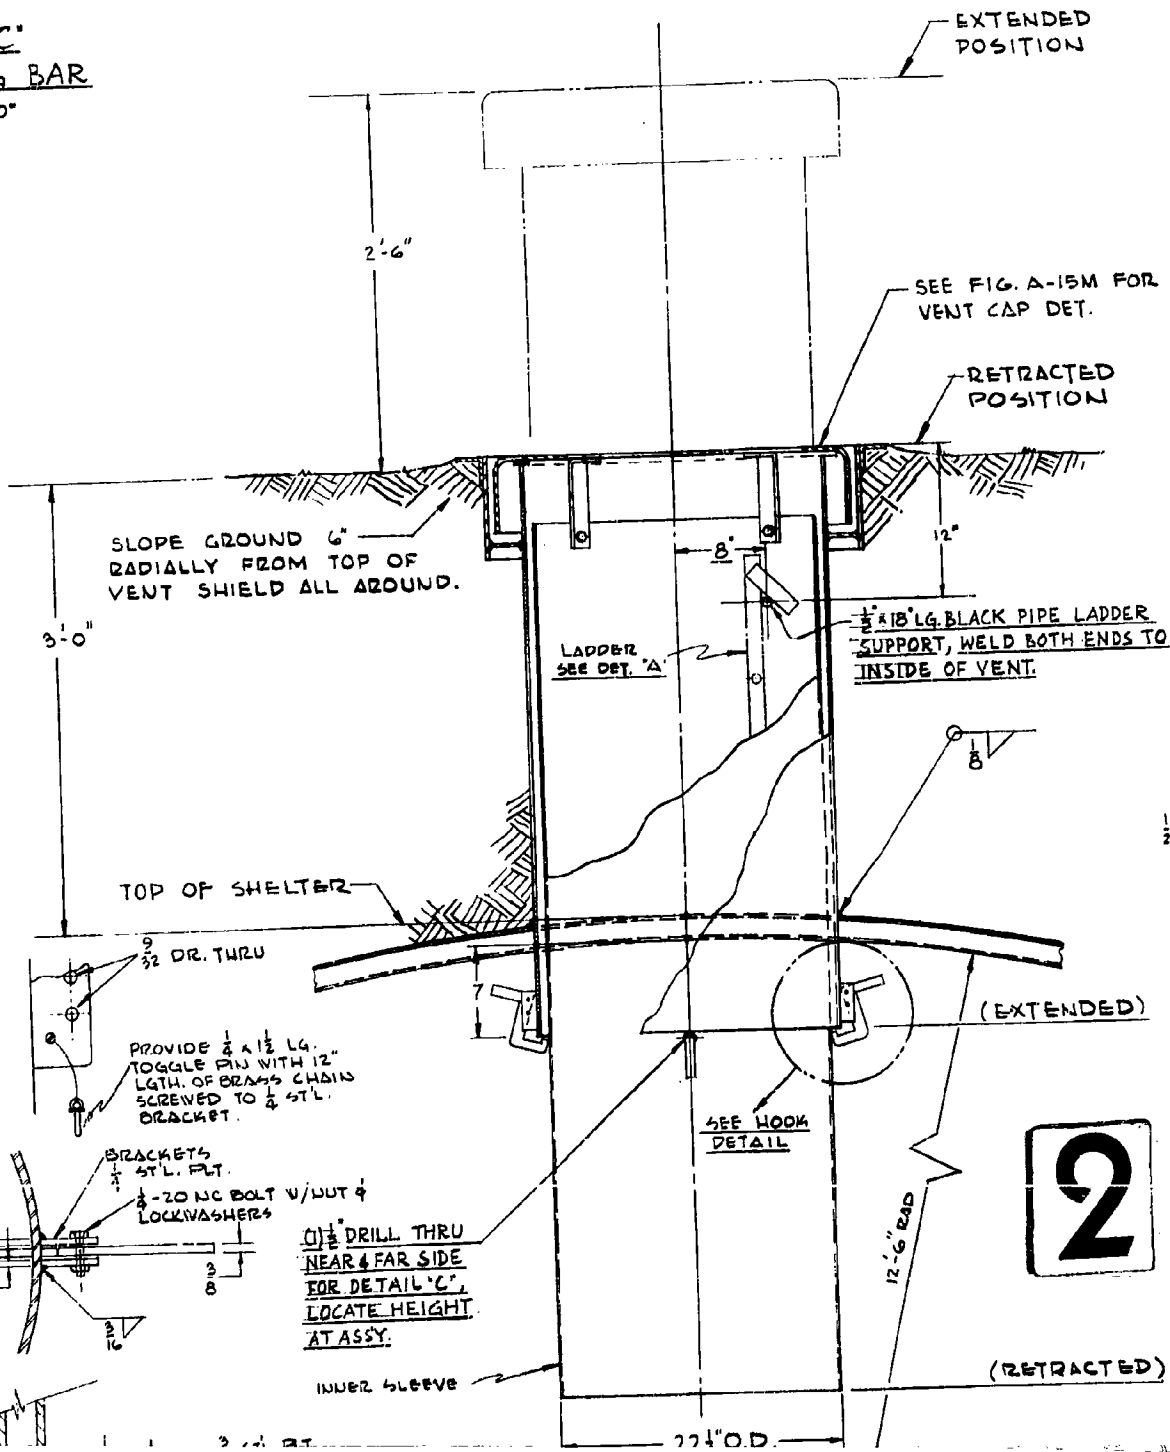 BAR
EXTENDED
POSITION
2'-6"
SEE FIG. A-15M FOR
VENT CAP DET.
RETRACTED
POSITION
SLOPE GROUND 6"
RADIALLY FROM TOP OF
VENT SHIELD ALL AROUND.
12"
8"
3'-0"
LADDER
SEE DET. "A"
1/2" x 18" LG. BLACK PIPE LADDER
SUPPORT, WELD BOTH ENDS TO
INSIDE OF VENT.
1/8
1/2
TOP OF SHELTER
9/32 DR. THRU
7
(EXTENDED)
PROVIDE 1/4 x 1 1/2 LG.
TOGGLE PIN WITH 12"
LGTH. OF BRASS CHAIN
SCREWED TO 1/4 ST'L.
BRACKET.
SEE HOOK
DETAIL
BRACKETS
1/4 ST'L. PLT.
1/4-20 NC BOLT W/NUT &
LOCKWASHERS
(1) 1/2" DRILL THRU
NEAR & FAR SIDE
FOR DETAIL "C",
LOCATE HEIGHT
AT ASSY.
3/8
3/16
12'-6" RAD
2
INNER SLEEVE
(RETRACTED)
O.D.